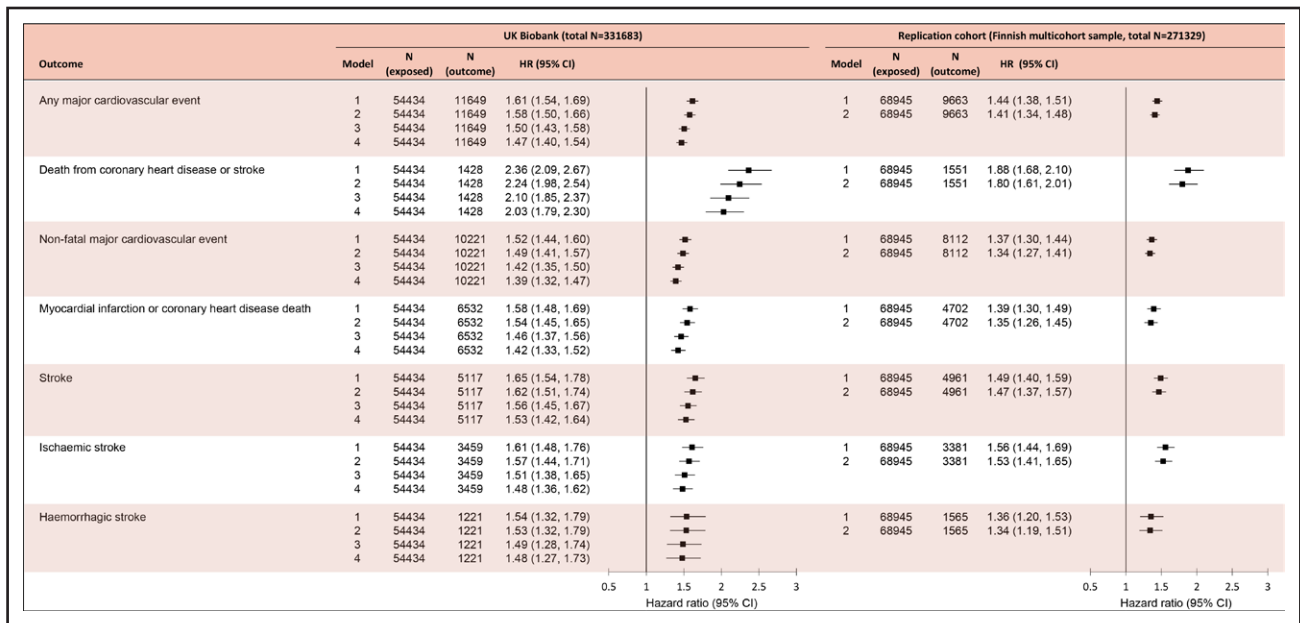 UK Biobank (total N=331683) Replication cohort (Finnish multicohort sample, total N=271329)
Outcome Model N (exposed) N (outcome) HR (95% CI) Model N (exposed) N (outcome) HR (95% CI)
Any major cardiovascular event 1 54434 11649 1.61 (1.54, 1.69) 1 68945 9663 1.44 (1.38, 1.51)
2 54434 11649 1.58 (1.50, 1.66) 2 68945 9663 1.41 (1.34, 1.48)
3 54434 11649 1.50 (1.43, 1.58)
4 54434 11649 1.47 (1.40, 1.54)
Death from coronary heart disease or stroke 1 54434 1428 2.36 (2.09, 2.67) 1 68945 1551 1.88 (1.68, 2.10)
2 54434 1428 2.24 (1.98, 2.54) 2 68945 1551 1.80 (1.61, 2.01)
3 54434 1428 2.10 (1.85, 2.37)
4 54434 1428 2.03 (1.79, 2.30)
Non-fatal major cardiovascular event 1 54434 10221 1.52 (1.44, 1.60) 1 68945 8112 1.37 (1.30, 1.44)
2 54434 10221 1.49 (1.41, 1.57) 2 68945 8112 1.34 (1.27, 1.41)
3 54434 10221 1.42 (1.35, 1.50)
4 54434 10221 1.39 (1.32, 1.47)
Myocardial infarction or coronary heart disease death 1 54434 6532 1.58 (1.48, 1.69) 1 68945 4702 1.39 (1.30, 1.49)
2 54434 6532 1.54 (1.45, 1.65) 2 68945 4702 1.35 (1.26, 1.45)
3 54434 6532 1.46 (1.37, 1.56)
4 54434 6532 1.42 (1.33, 1.52)
Stroke 1 54434 5117 1.65 (1.54, 1.78) 1 68945 4961 1.49 (1.40, 1.59)
2 54434 5117 1.62 (1.51, 1.74) 2 68945 4961 1.47 (1.37, 1.57)
3 54434 5117 1.56 (1.45, 1.67)
4 54434 5117 1.53 (1.42, 1.64)
Ischaemic stroke 1 54434 3459 1.61 (1.48, 1.76) 1 68945 3381 1.56 (1.44, 1.69)
2 54434 3459 1.57 (1.44, 1.71) 2 68945 3381 1.53 (1.41, 1.65)
3 54434 3459 1.51 (1.38, 1.65)
4 54434 3459 1.48 (1.36, 1.62)
Haemorrhagic stroke 1 54434 1221 1.54 (1.32, 1.79) 1 68945 1565 1.36 (1.20, 1.53)
2 54434 1221 1.53 (1.32, 1.79) 2 68945 1565 1.34 (1.19, 1.51)
3 54434 1221 1.49 (1.28, 1.74)
4 54434 1221 1.48 (1.27, 1.73)
0.5 1 1.5 2 2.5 3 0.5 1 1.5 2 2.5 3
Hazard ratio (95% CI) Hazard ratio (95% CI)